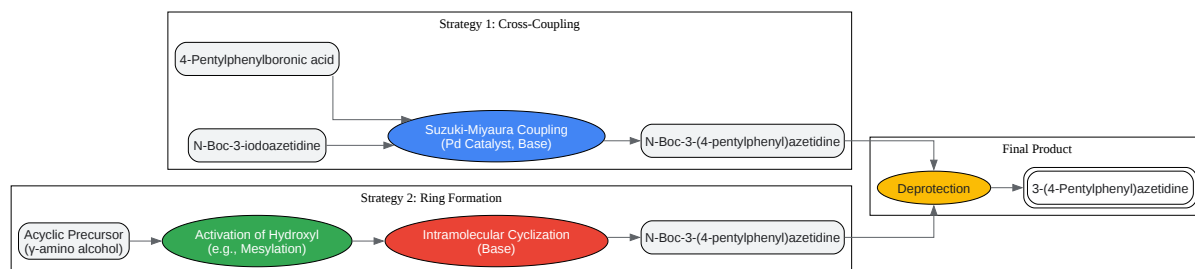 Strategy 1: Cross-Coupling
4-Pentylphenylboronic acid
N-Boc-3-iodoazetidine
Suzuki-Miyaura Coupling
(Pd Catalyst, Base)
N-Boc-3-(4-pentylphenyl)azetidine
Strategy 2: Ring Formation
Acyclic Precursor
(γ-amino alcohol)
Activation of Hydroxyl
(e.g., Mesylation)
Intramolecular Cyclization
(Base)
N-Boc-3-(4-pentylphenyl)azetidine
Final Product
Deprotection
3-(4-Pentylphenyl)azetidine